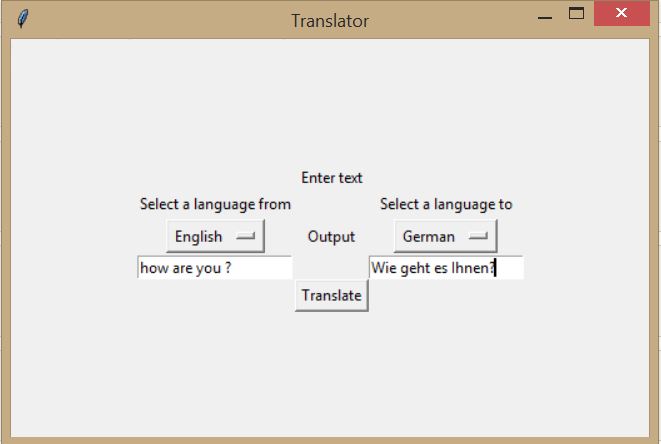 Translator
Enter text
Select a language from Select a language to
English Output German
how are you ? Wie geht es Ihnen?
Translate